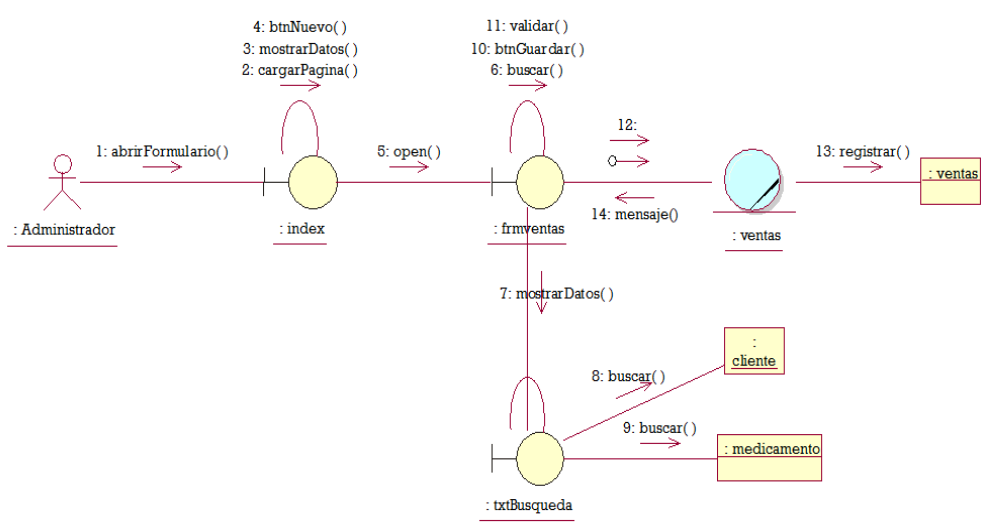 4: btnNuevo( )
3: mostrarDatos( )
2: cargarPagina( )
11: validar( )
10: btnGuardar( )
6: buscar( )
1: abrirFormulario( )
5: open( )
12:
13: registrar( )
14: mensaje()
: ventas
: Administrador
: index
: frmventas
: ventas
7: mostrarDatos( )
:
cliente
8: buscar( )
9: buscar( )
: medicamento
: txtBusqueda